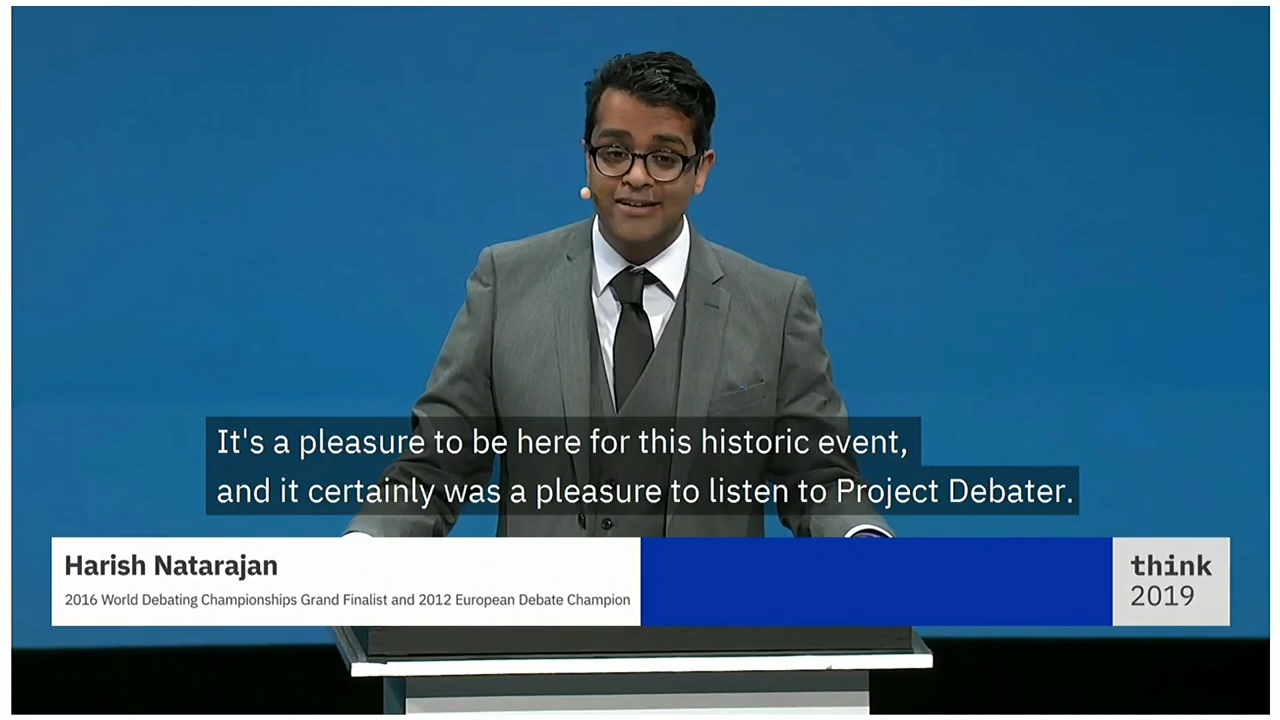 It's a pleasure to be here for this historic event,
and it certainly was a pleasure to listen to Project Debater.
Harish Natarajan
2016 World Debating Championships Grand Finalist and 2012 European Debate Champion
think
2019